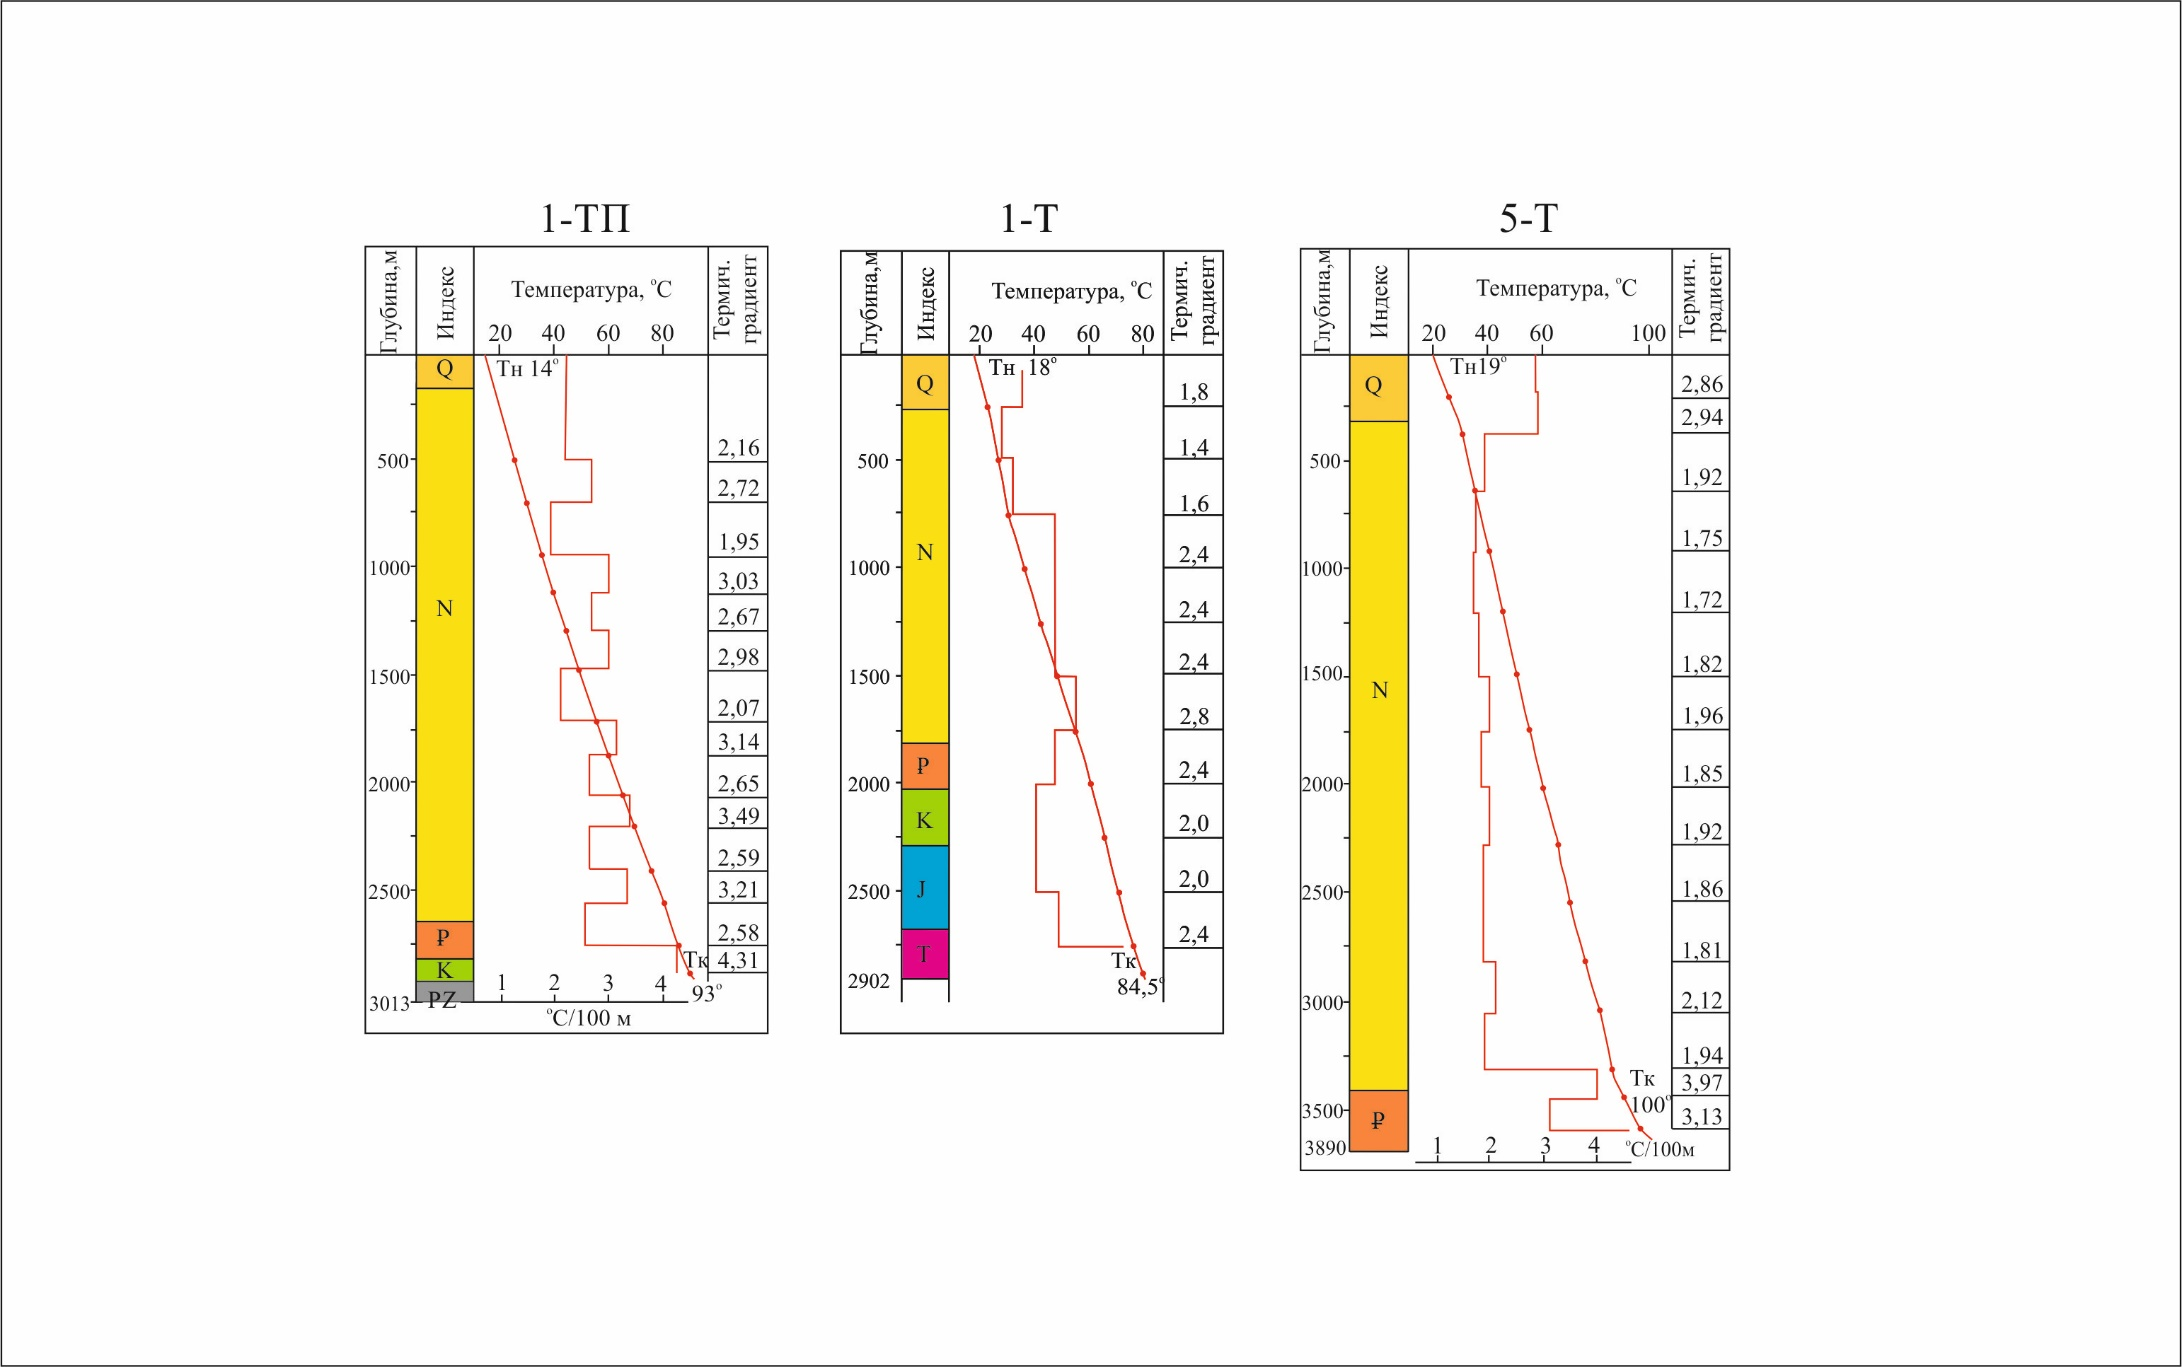 1-ТП
Глубина,м
Индекс
Температура, °С
Термич.
градиент
20 40 60 80
Q
Тн 14°
2,16
500
2,72
1,95
1000
3,03
N
2,67
2,98
1500
2,07
3,14
2000
2,65
3,49
2,59
2500
3,21
2,58
₽
Тк
4,31
K
1 2 3 4
93°
3013
PZ
°С/100 м
1-Т
Глубина,м
Индекс
Температура, °С
Термич.
градиент
20 40 60 80
Тн 18°
Q
1,8
1,4
500
1,6
N
2,4
1000
2,4
2,4
1500
2,8
₽
2,4
2000
K
2,0
J
2,0
2500
2,4
T
Тк
2902
84,5°
5-Т
Глубина,м
Индекс
Температура, °С
Термич.
градиент
20 40 60 100
Тн19°
Q
2,86
2,94
500
1,92
1,75
1000
1,72
1500
1,82
N
1,96
1,85
2000
1,92
2500
1,86
1,81
3000
2,12
1,94
Тк
3,97
100°
3500
₽
3,13
3890
1 2 3 4 °С/100м